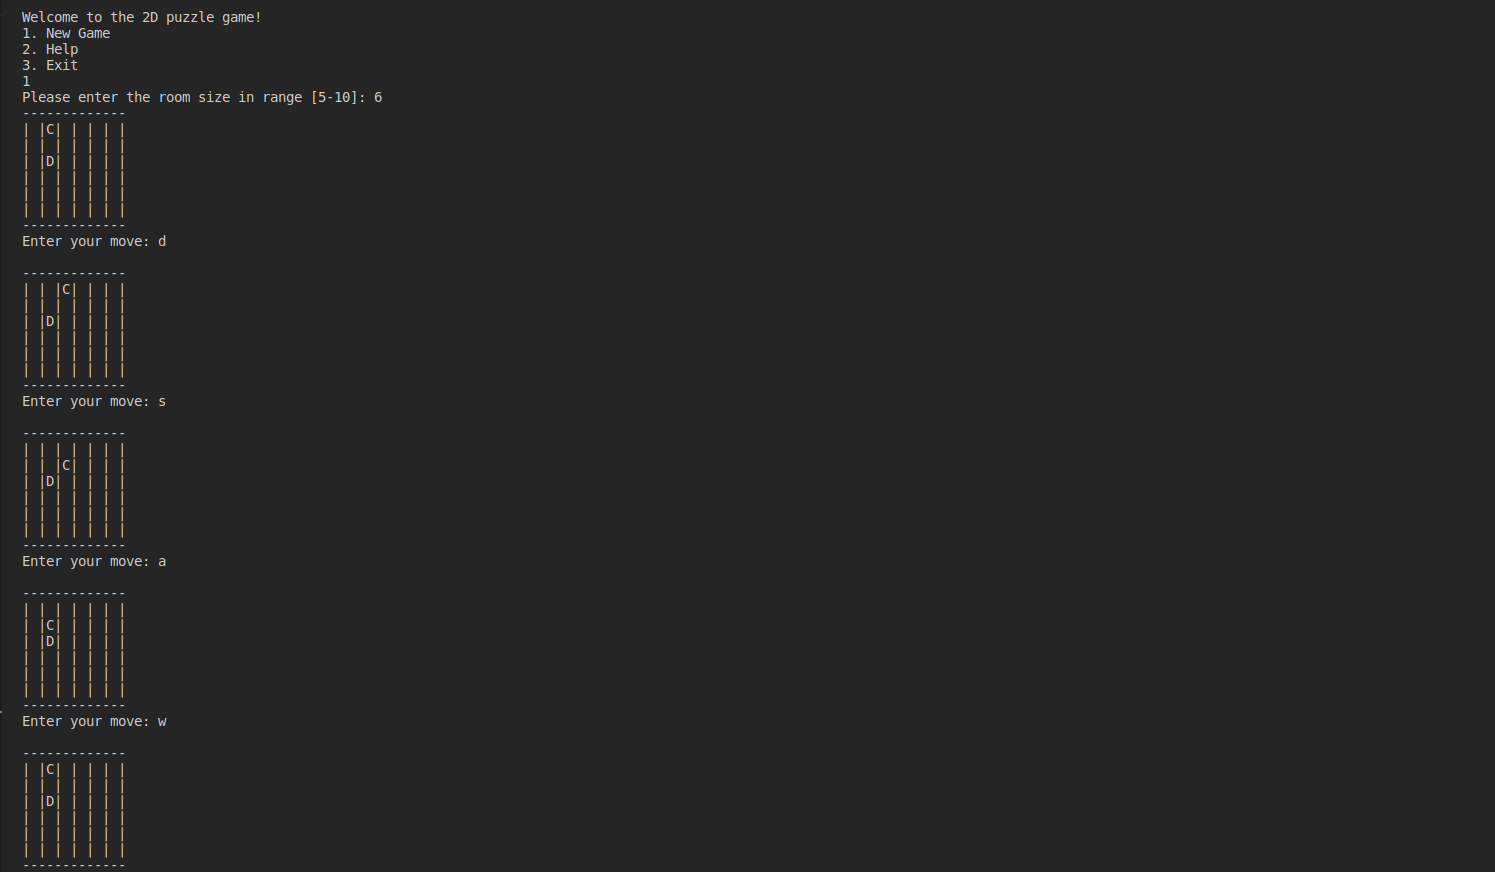 Welcome to the 2D puzzle game!
1. New Game
2. Help
3. Exit
1
Please enter the room size in range [5-10]: 6
-------------
| |C| | | | |
| | | | | | |
| |D| | | | |
| | | | | | |
| | | | | | |
| | | | | | |
-------------
Enter your move: d

-------------
| | |C| | | |
| | | | | | |
| |D| | | | |
| | | | | | |
| | | | | | |
| | | | | | |
-------------
Enter your move: s

-------------
| | | | | | |
| | |C| | | |
| |D| | | | |
| | | | | | |
| | | | | | |
| | | | | | |
-------------
Enter your move: a

-------------
| | | | | | |
| |C| | | | |
| |D| | | | |
| | | | | | |
| | | | | | |
| | | | | | |
-------------
Enter your move: w

-------------
| |C| | | | |
| | | | | | |
| |D| | | | |
| | | | | | |
| | | | | | |
| | | | | | |
-------------